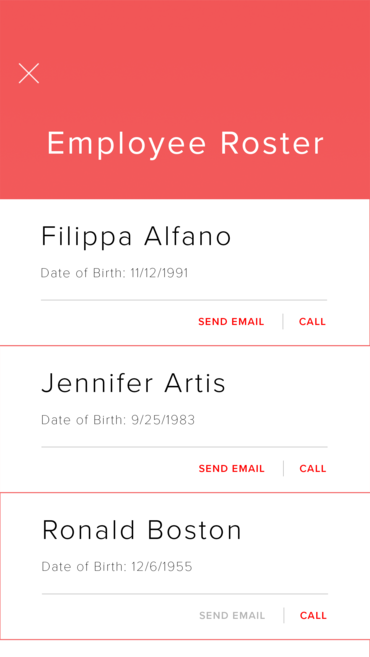 Employee Roster
Filippa Alfano
Date of Birth: 11/12/1991
SEND EMAIL CALL
Jennifer Artis
Date of Birth: 9/25/1983
SEND EMAIL CALL
Ronald Boston
Date of Birth: 12/6/1955
SEND EMAIL CALL